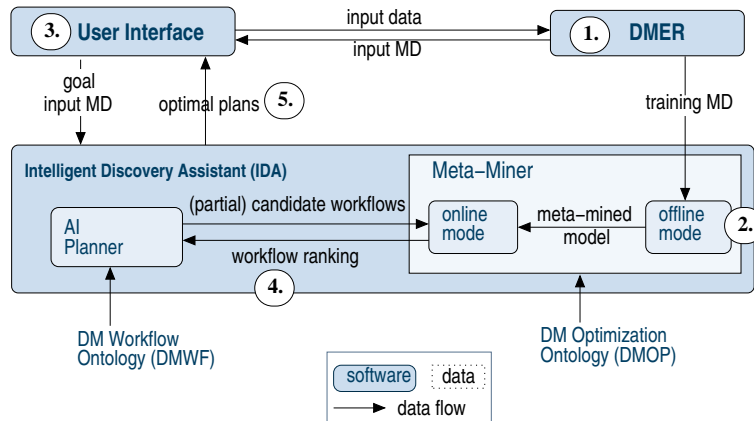 3. User Interface
input data
input MD
1. DMER
goal
input MD
optimal plans
5.
training MD
Intelligent Discovery Assistant (IDA)
Meta-Miner
AI
Planner
(partial) candidate workflows
workflow ranking
4.
online
mode
meta-mined
model
offline
mode
2.
DM Workflow
Ontology (DMWF)
DM Optimization
Ontology (DMOP)
software
data
data flow